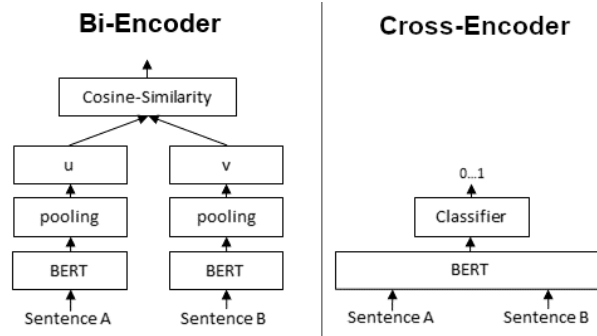 Bi-Encoder
Cosine-Similarity
u v
pooling pooling
BERT BERT
Sentence A Sentence B
Cross-Encoder
0...1
Classifier
BERT
Sentence A Sentence B